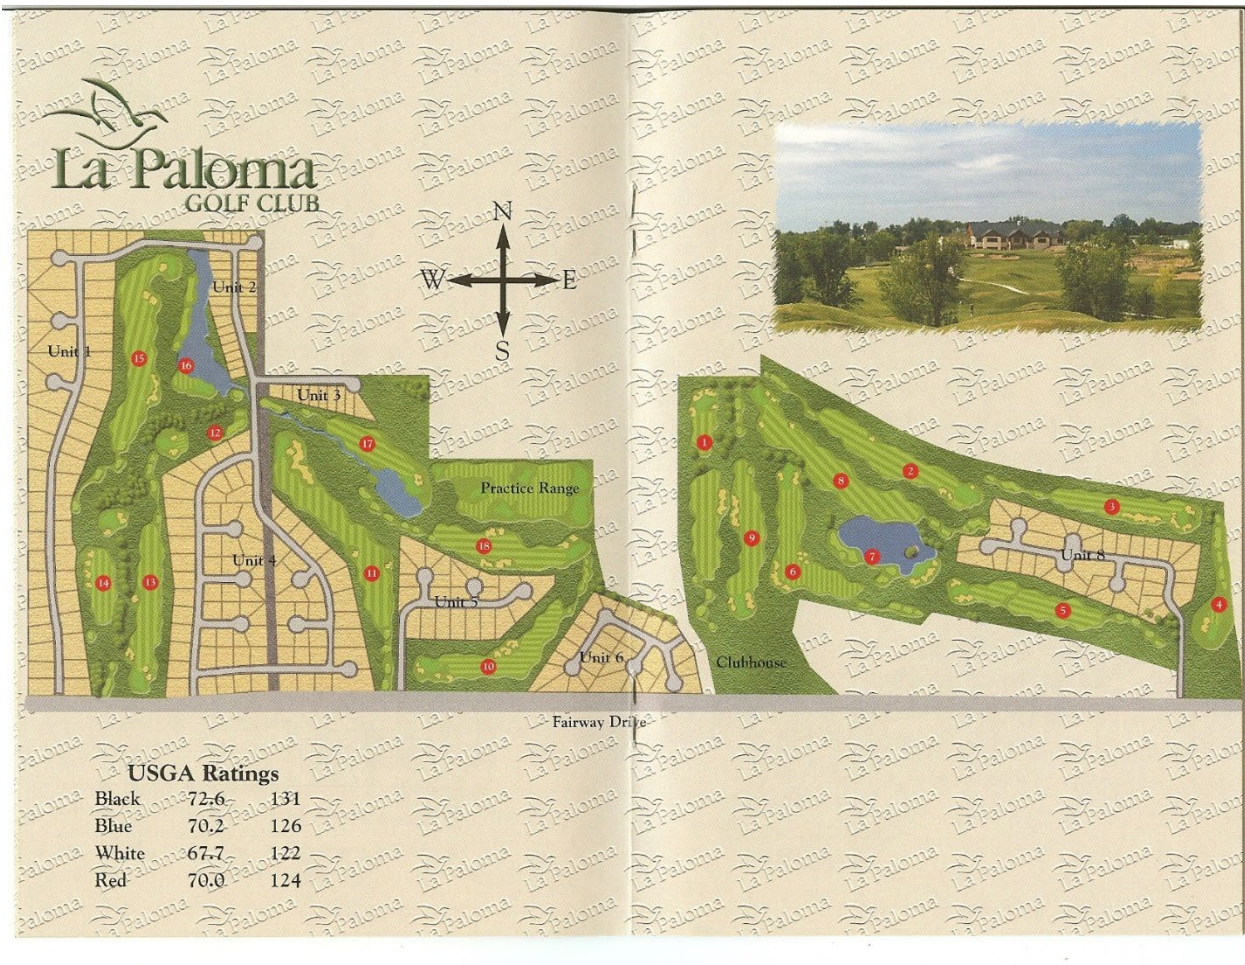 La Paloma
GOLF CLUB
N
W E
S
Unit 1
Unit 2
15
16
Unit 3
12
17
Practice Range
18
14
13
Unit 4
11
Unit 5
10
Unit 6
1
2
8
3
9
7
Unit 8
6
5
4
Clubhouse
Fairway Drive
USGA Ratings
Black 72.6 131
Blue 70.2 126
White 67.7 122
Red 70.0 124